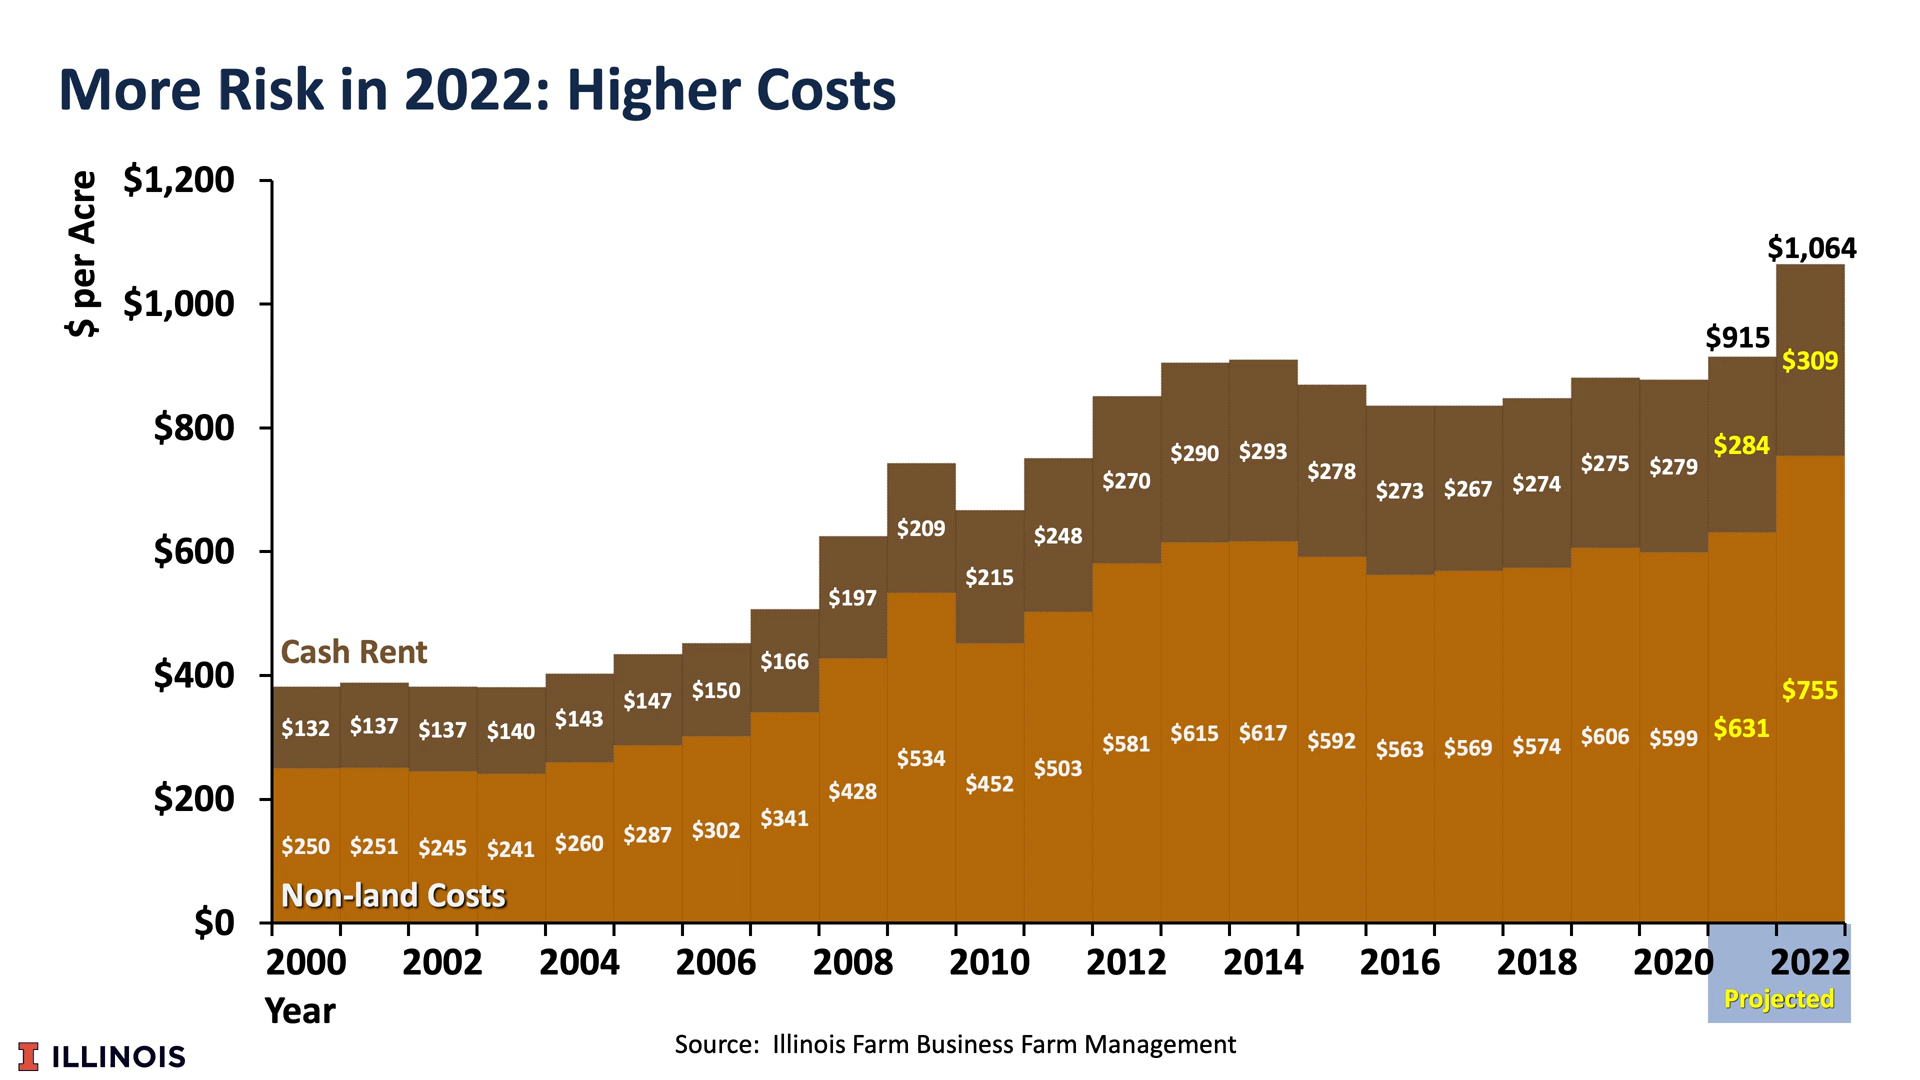 More Risk in 2022: Higher Costs
$ per Acre
$1,200
$1,000
$800
$600
$400
$200
$0
$1,064
$915
Cash Rent
$132 $137 $137 $140 $143 $147 $150 $166 $197 $209 $215 $248 $270 $290 $293 $278 $273 $267 $274 $275 $279 $284 $309
$250 $251 $245 $241 $260 $287 $302 $341 $428 $534 $452 $503 $581 $615 $617 $592 $563 $569 $574 $606 $599 $631 $755
Non-land Costs
2000 2002 2004 2006 2008 2010 2012 2014 2016 2018 2020 2022
Projected
Year
Source: Illinois Farm Business Farm Management
I ILLINOIS